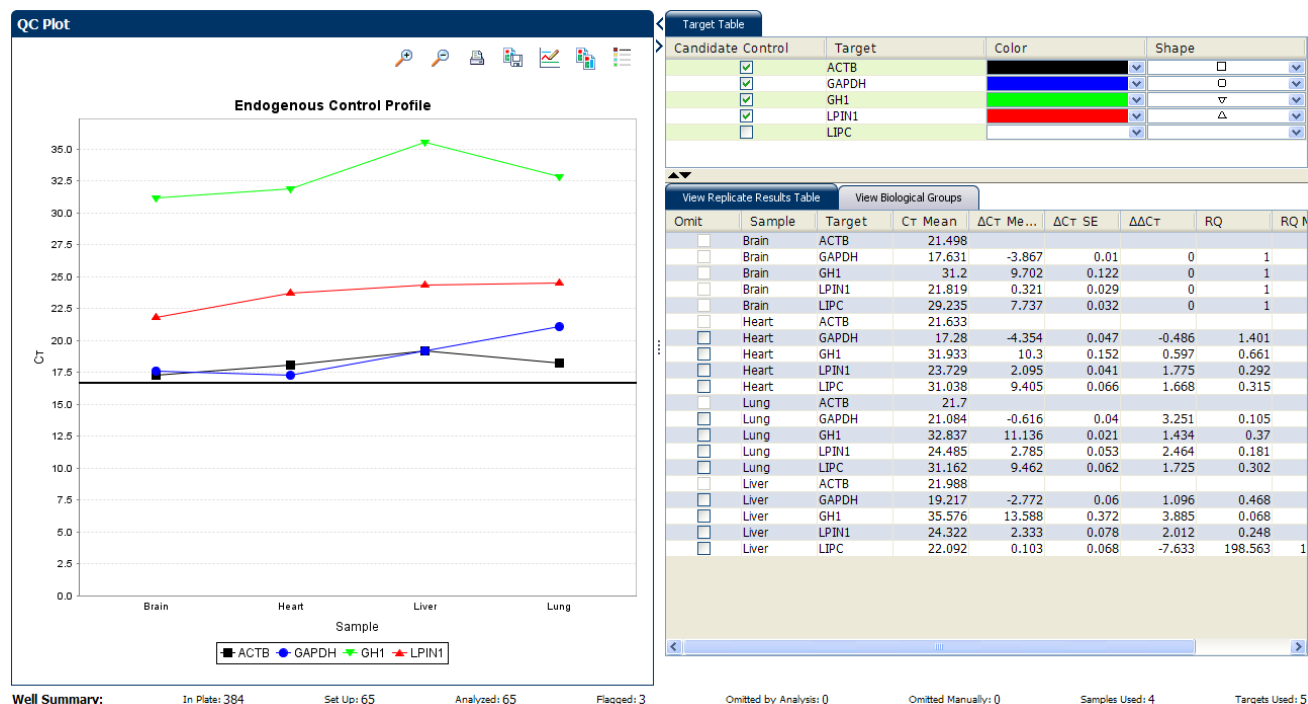 QC Plot
Endogenous Control Profile
35.0
32.5
30.0
27.5
25.0
22.5
20.0
17.5
15.0
12.5
10.0
7.5
5.0
2.5
0.0
Cᴛ
Brain Heart Liver Lung
Sample
ACTB GAPDH GH1 LPIN1
Target Table
Candidate Control Target Color Shape
ACTB
GAPDH
GH1
LPIN1
LIPC
View Replicate Results Table View Biological Groups
Omit Sample Target Cᴛ Mean ΔCᴛ Me... ΔCᴛ SE ΔΔCᴛ RQ RQ M
Brain ACTB 21.498
Brain GAPDH 17.631 -3.867 0.01 0 1
Brain GH1 31.2 9.702 0.122 0 1
Brain LPIN1 21.819 0.321 0.029 0 1
Brain LIPC 29.235 7.737 0.032 0 1
Heart ACTB 21.633
Heart GAPDH 17.28 -4.354 0.047 -0.486 1.401
Heart GH1 31.933 10.3 0.152 0.597 0.661
Heart LPIN1 23.729 2.095 0.041 1.775 0.292
Heart LIPC 31.038 9.405 0.066 1.668 0.315
Lung ACTB 21.7
Lung GAPDH 21.084 -0.616 0.04 3.251 0.105
Lung GH1 32.837 11.136 0.021 1.434 0.37
Lung LPIN1 24.485 2.785 0.053 2.464 0.181
Lung LIPC 31.162 9.462 0.062 1.725 0.302
Liver ACTB 21.988
Liver GAPDH 19.217 -2.772 0.06 1.096 0.468
Liver GH1 35.576 13.588 0.372 3.885 0.068
Liver LPIN1 24.322 2.333 0.078 2.012 0.248
Liver LIPC 22.092 0.103 0.068 -7.633 198.563 1
Well Summary: In Plate: 384 Set Up: 65 Analyzed: 65 Flagged: 3 Omitted by Analysis: 0 Omitted Manually: 0 Samples Used: 4 Targets Used: 5